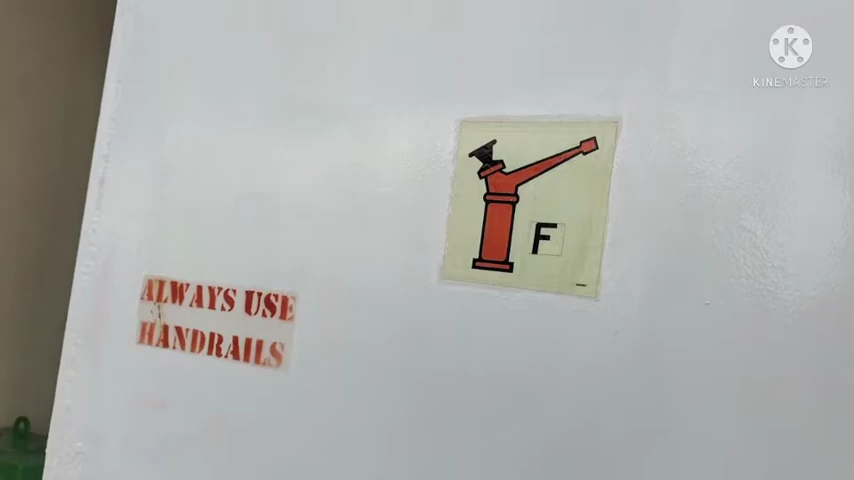 K
KINEMASTER
F
ALWAYS USE
HANDRAILS